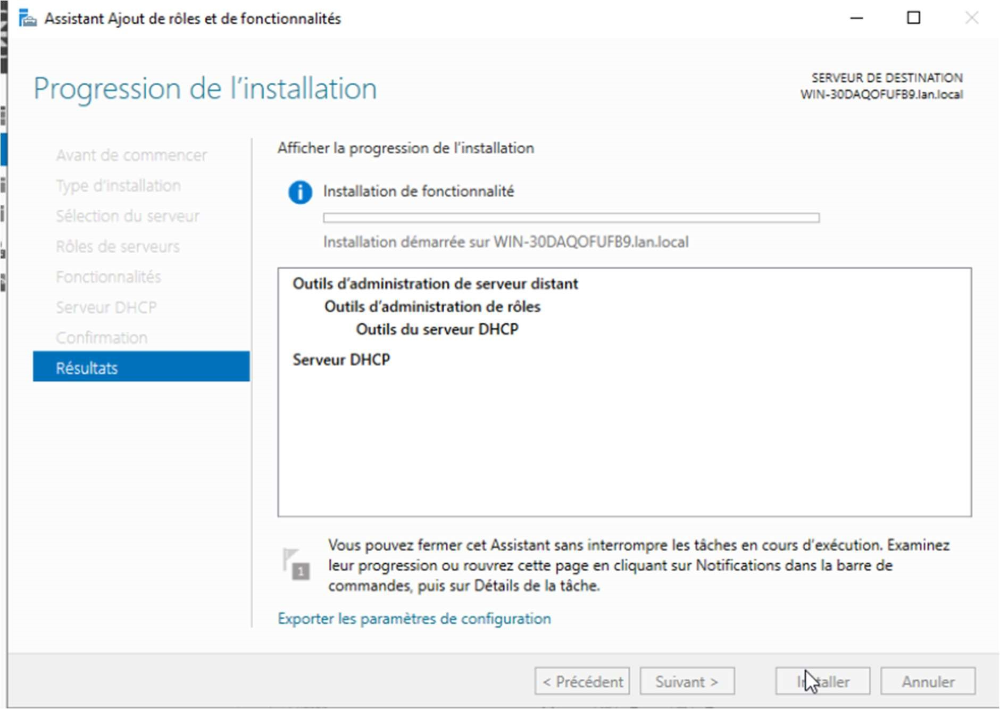 Assistant Ajout de rôles et de fonctionnalités
Progression de l'installation
SERVEUR DE DESTINATION
WIN-30DAQOFUFB9.lan.local
Avant de commencer
Type d'installation
Sélection du serveur
Rôles de serveurs
Fonctionnalités
Serveur DHCP
Confirmation
Résultats
Afficher la progression de l'installation
Installation de fonctionnalité
Installation démarrée sur WIN-30DAQOFUFB9.lan.local
Outils d'administration de serveur distant
Outils d'administration de rôles
Outils du serveur DHCP
Serveur DHCP
1
Vous pouvez fermer cet Assistant sans interrompre les tâches en cours d'exécution. Examinez
leur progression ou rouvrez cette page en cliquant sur Notifications dans la barre de
commandes, puis sur Détails de la tâche.
Exporter les paramètres de configuration
< Précédent
Suivant >
Installer
Annuler